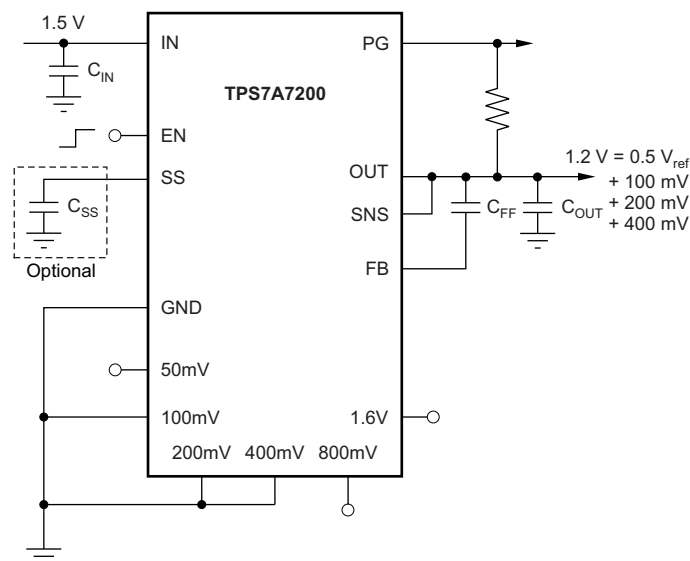 1.5 V
IN
PG
C_IN
TPS7A7200
EN
SS
OUT
1.2 V = 0.5 V_ref
+ 100 mV
+ 200 mV
+ 400 mV
C_SS
SNS
C_FF
C_OUT
Optional
FB
GND
50mV
100mV
1.6V
200mV 400mV 800mV